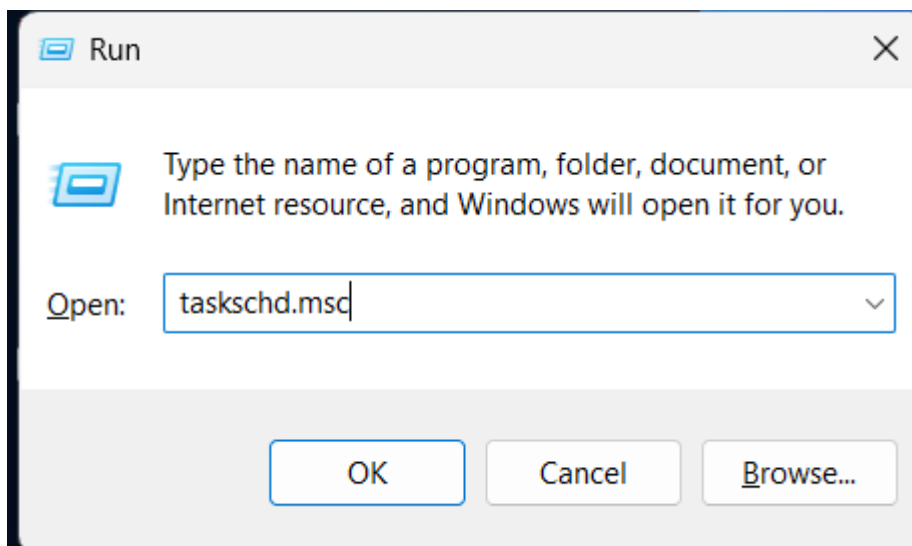 Run
Type the name of a program, folder, document, or
Internet resource, and Windows will open it for you.
Open: taskschd.msc
OK Cancel Browse...